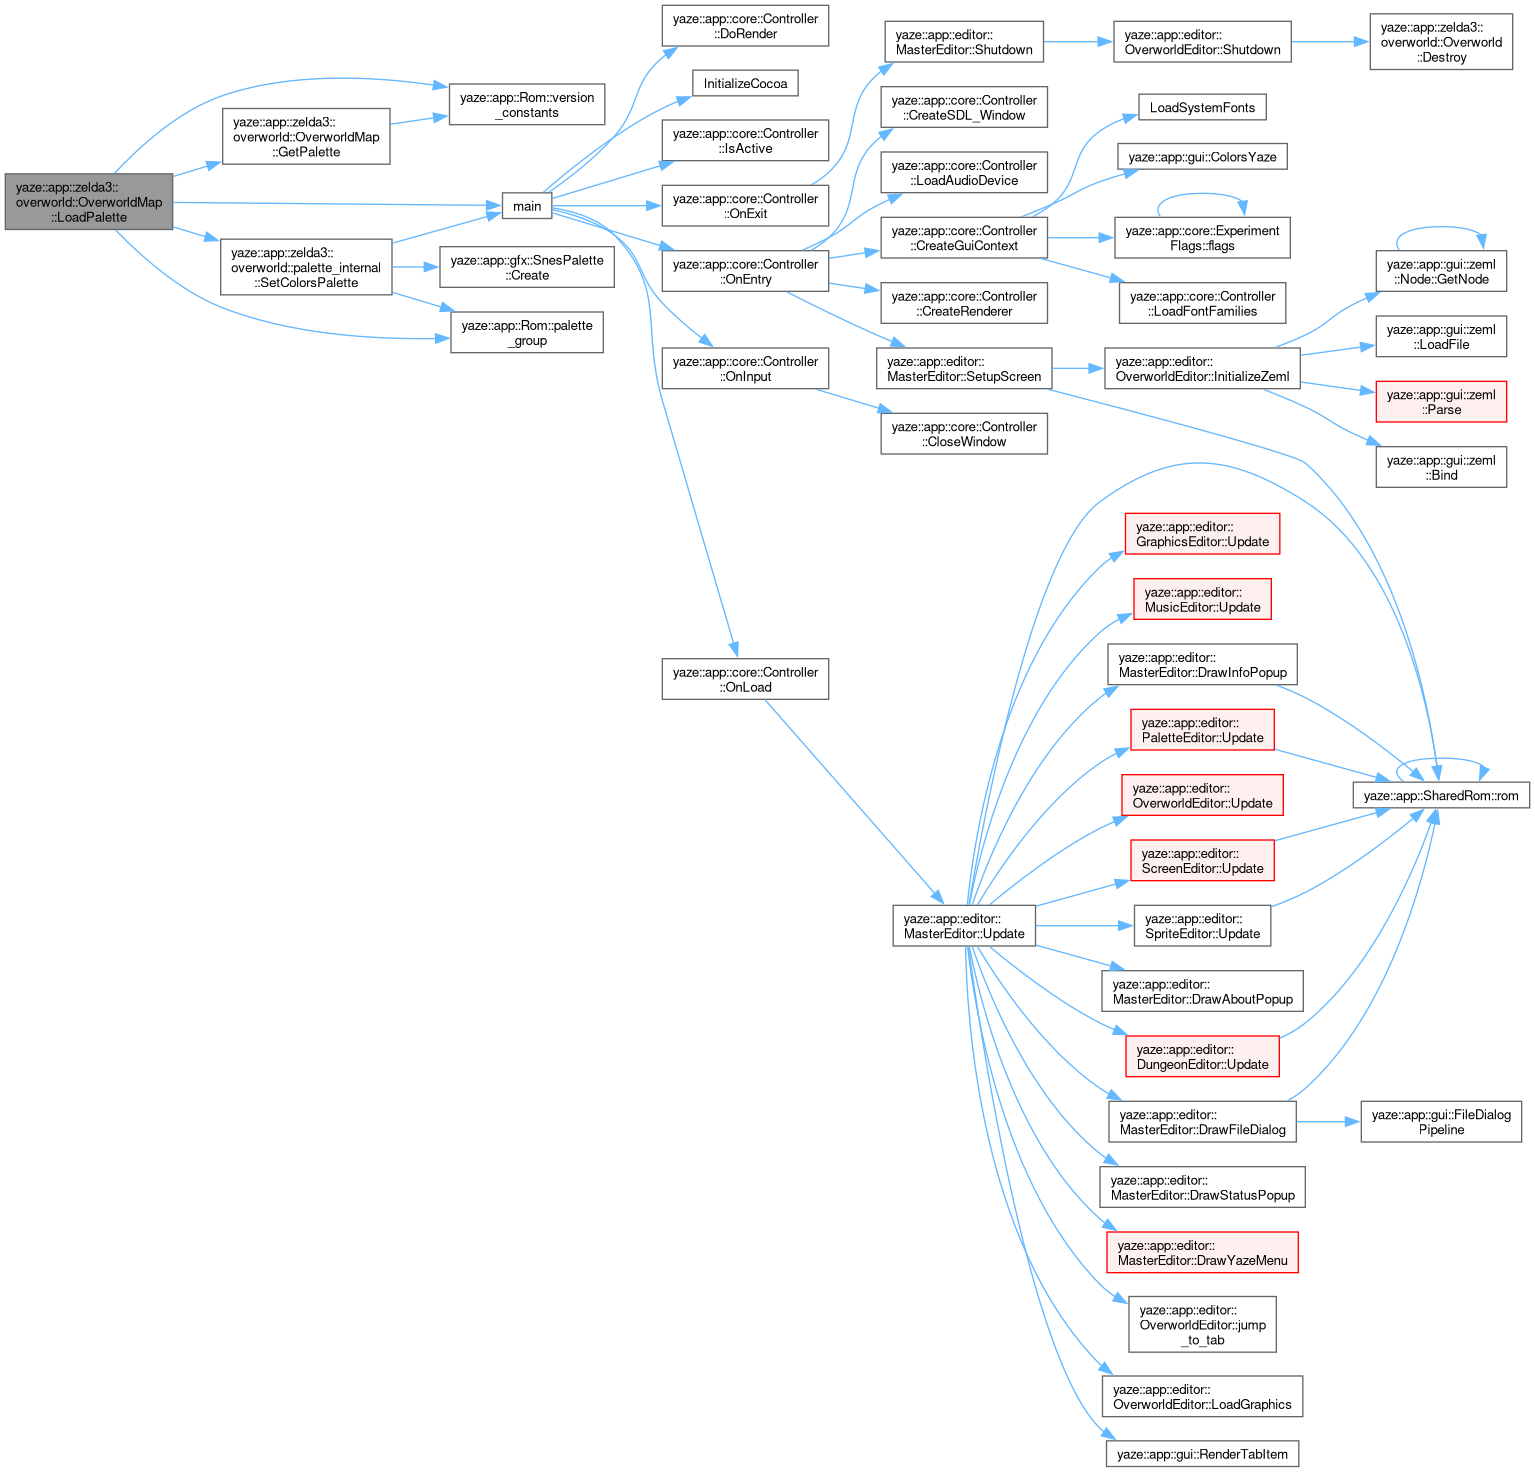 yaze::app::zelda3::
overworld::OverworldMap
::LoadPalette
yaze::app::Rom::version
_constants
yaze::app::zelda3::
overworld::OverworldMap
::GetPalette
main
yaze::app::zelda3::
overworld::palette_internal
::SetColorsPalette
yaze::app::gfx::SnesPalette
::Create
yaze::app::Rom::palette
_group
yaze::app::core::Controller
::DoRender
InitializeCocoa
yaze::app::core::Controller
::IsActive
yaze::app::core::Controller
::OnExit
yaze::app::core::Controller
::OnEntry
yaze::app::core::Controller
::OnInput
yaze::app::core::Controller
::OnLoad
yaze::app::editor::
MasterEditor::Shutdown
yaze::app::editor::
OverworldEditor::Shutdown
yaze::app::zelda3::
overworld::Overworld
::Destroy
yaze::app::core::Controller
::CreateSDL_Window
yaze::app::core::Controller
::LoadAudioDevice
yaze::app::core::Controller
::CreateGuiContext
yaze::app::core::Controller
::CreateRenderer
yaze::app::editor::
MasterEditor::SetupScreen
yaze::app::core::Controller
::CloseWindow
LoadSystemFonts
yaze::app::gui::ColorsYaze
yaze::app::core::Experiment
Flags::flags
yaze::app::core::Controller
::LoadFontFamilies
yaze::app::editor::
OverworldEditor::InitializeZeml
yaze::app::gui::zeml
::Node::GetNode
yaze::app::gui::zeml
::LoadFile
yaze::app::gui::zeml
::Parse
yaze::app::gui::zeml
::Bind
yaze::app::editor::
MasterEditor::Update
yaze::app::editor::
GraphicsEditor::Update
yaze::app::editor::
MusicEditor::Update
yaze::app::editor::
MasterEditor::DrawInfoPopup
yaze::app::editor::
PaletteEditor::Update
yaze::app::editor::
OverworldEditor::Update
yaze::app::editor::
ScreenEditor::Update
yaze::app::editor::
SpriteEditor::Update
yaze::app::editor::
MasterEditor::DrawAboutPopup
yaze::app::editor::
DungeonEditor::Update
yaze::app::editor::
MasterEditor::DrawFileDialog
yaze::app::editor::
MasterEditor::DrawStatusPopup
yaze::app::editor::
MasterEditor::DrawYazeMenu
yaze::app::editor::
OverworldEditor::jump
_to_tab
yaze::app::editor::
OverworldEditor::LoadGraphics
yaze::app::gui::RenderTabItem
yaze::app::SharedRom::rom
yaze::app::gui::FileDialog
Pipeline